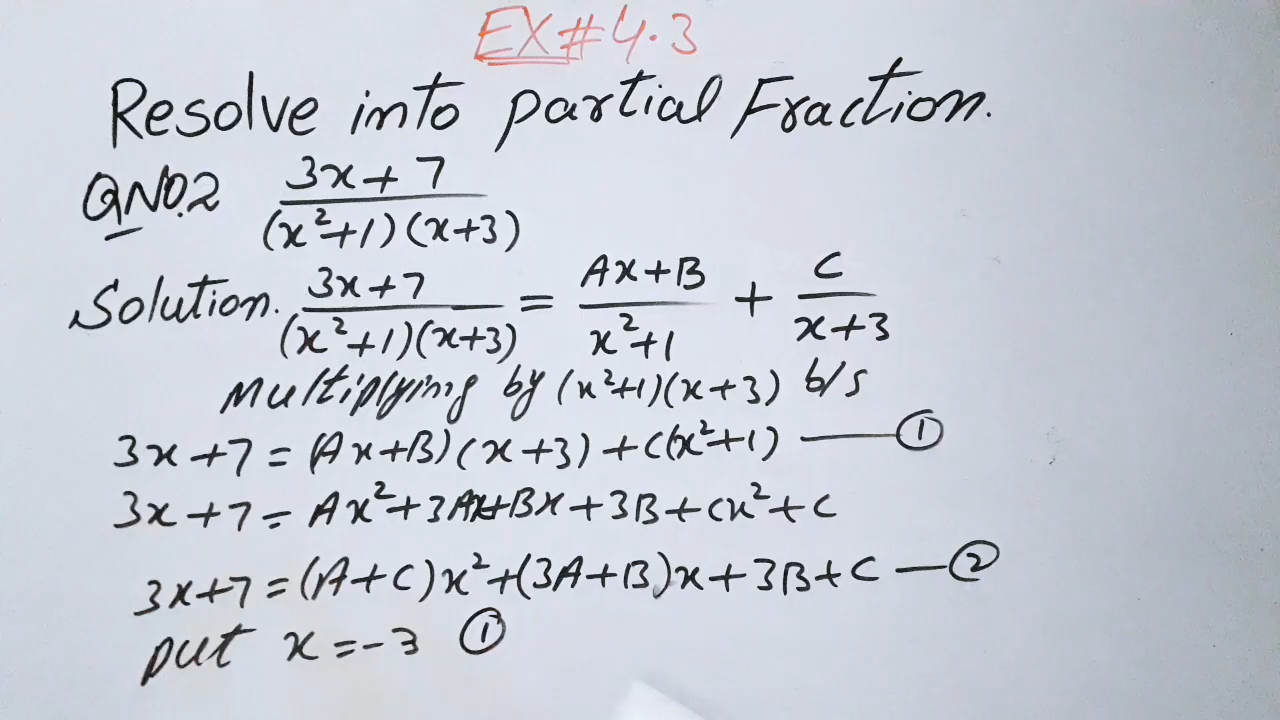 EX#4.3
Resolve into partial Fraction.
QNO.2 3x+7/(x²+1)(x+3)
Solution. 3x+7/(x²+1)(x+3) = Ax+B/x²+1 + C/x+3
Multiplying by (x²+1)(x+3) b/s
3x+7=(Ax+B)(x+3)+C(x²+1) — ①
3x+7=Ax²+3Ax+Bx+3B+Cx²+C
3x+7=(A+C)x²+(3A+B)x+3B+C — ②
put x=-3 ①